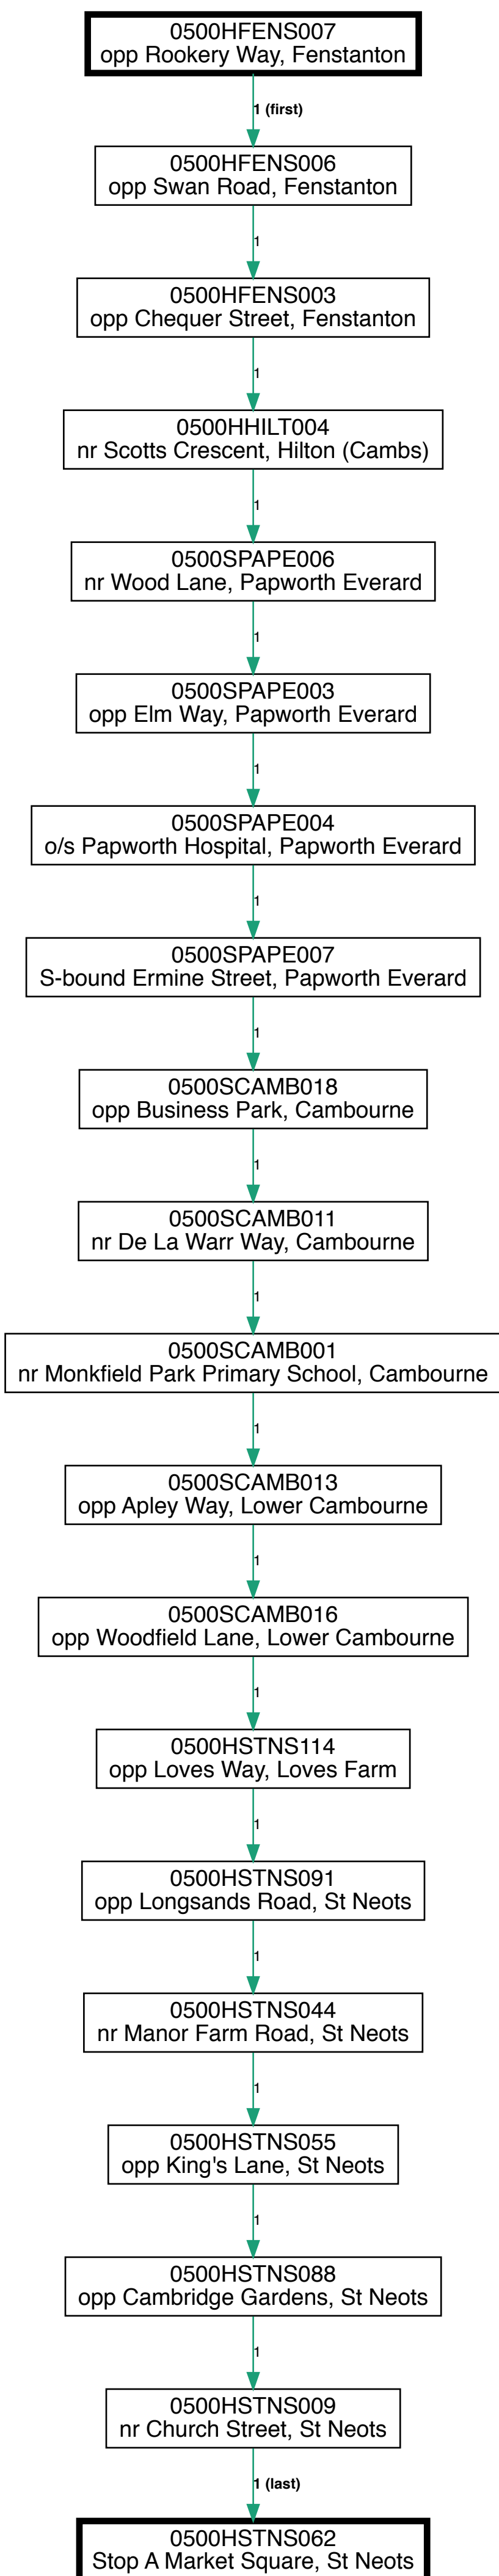 0500HFENS007
opp Rookery Way, Fenstanton
1 (first)
0500HFENS006
opp Swan Road, Fenstanton
1
0500HFENS003
opp Chequer Street, Fenstanton
1
0500HHILT004
nr Scotts Crescent, Hilton (Cambs)
1
0500SPAPE006
nr Wood Lane, Papworth Everard
1
0500SPAPE003
opp Elm Way, Papworth Everard
1
0500SPAPE004
o/s Papworth Hospital, Papworth Everard
1
0500SPAPE007
S-bound Ermine Street, Papworth Everard
1
0500SCAMB018
opp Business Park, Cambourne
1
0500SCAMB011
nr De La Warr Way, Cambourne
1
0500SCAMB001
nr Monkfield Park Primary School, Cambourne
1
0500SCAMB013
opp Apley Way, Lower Cambourne
1
0500SCAMB016
opp Woodfield Lane, Lower Cambourne
1
0500HSTNS114
opp Loves Way, Loves Farm
1
0500HSTNS091
opp Longsands Road, St Neots
1
0500HSTNS044
nr Manor Farm Road, St Neots
1
0500HSTNS055
opp King's Lane, St Neots
1
0500HSTNS088
opp Cambridge Gardens, St Neots
1
0500HSTNS009
nr Church Street, St Neots
1 (last)
0500HSTNS062
Stop A Market Square, St Neots